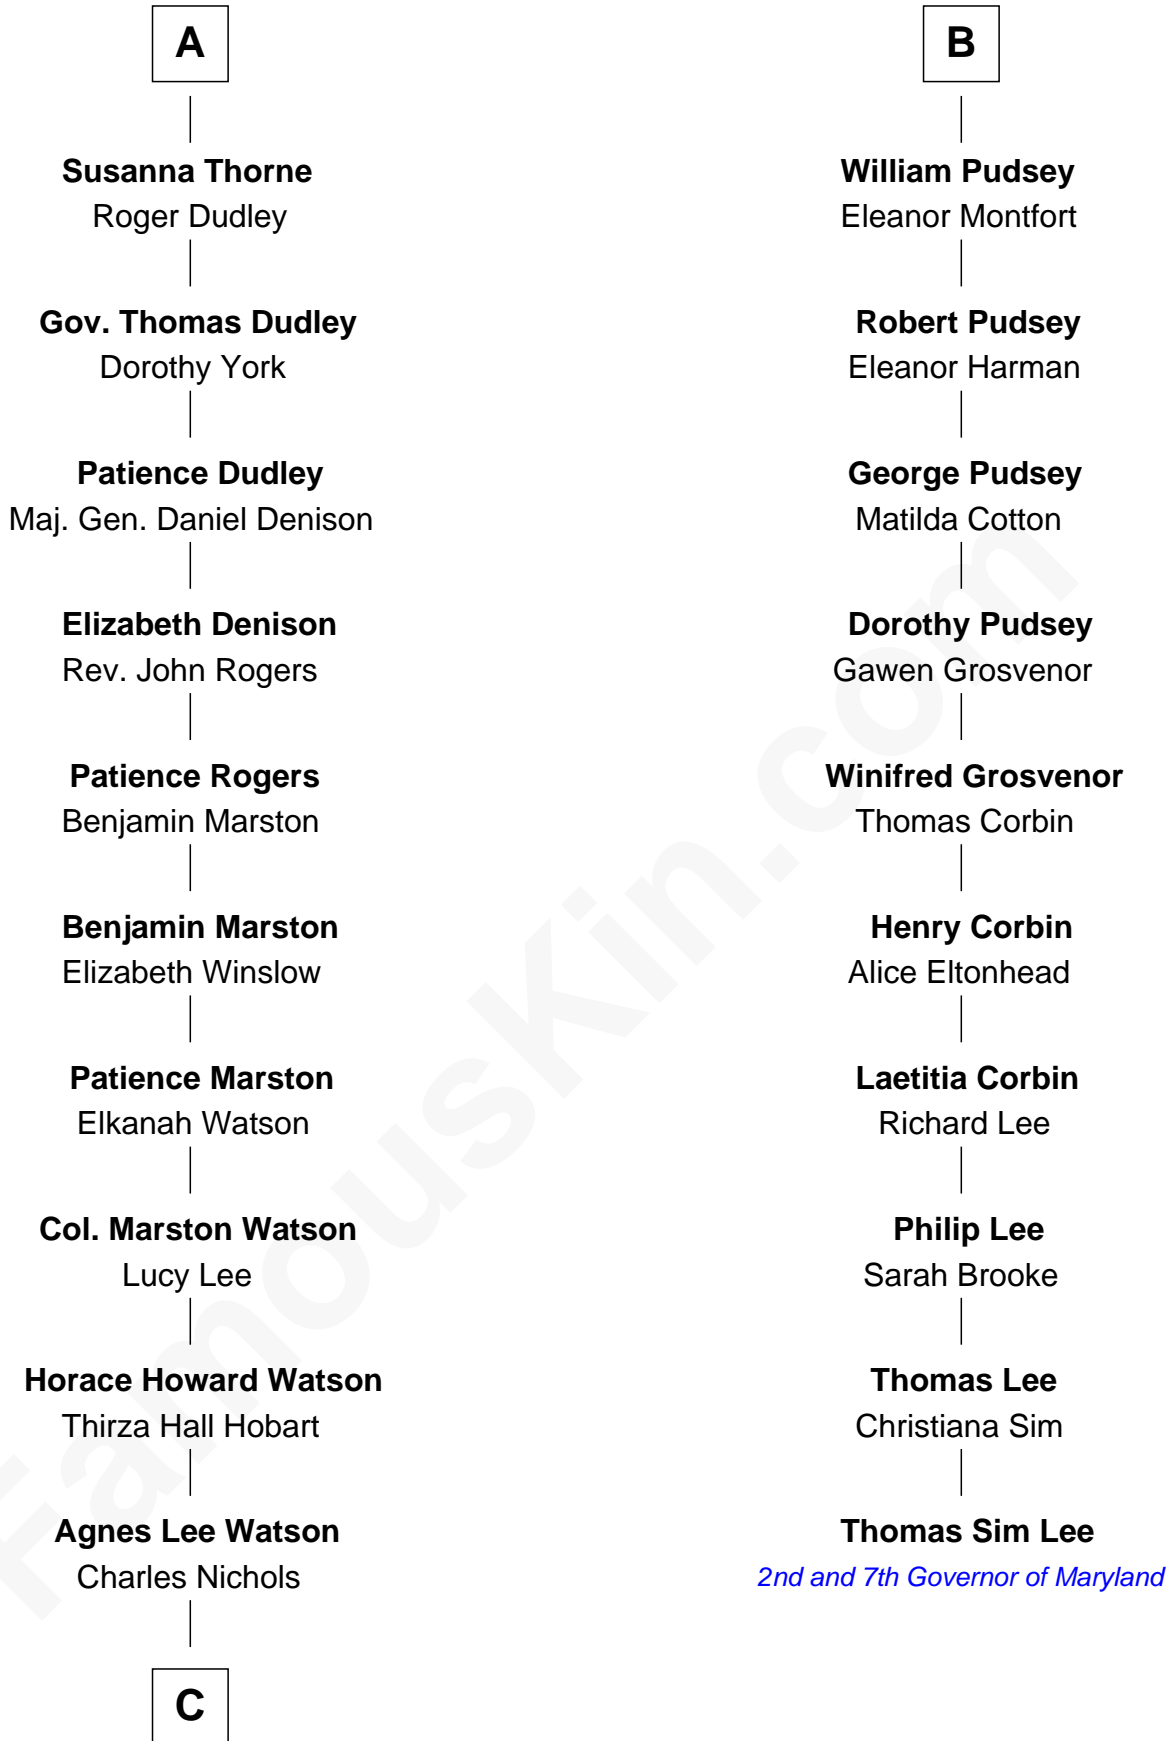 A
Susanna Thorne
Roger Dudley
Gov. Thomas Dudley
Dorothy York
Patience Dudley
Maj. Gen. Daniel Denison
Elizabeth Denison
Rev. John Rogers
Patience Rogers
Benjamin Marston
Benjamin Marston
Elizabeth Winslow
Patience Marston
Elkanah Watson
Col. Marston Watson
Lucy Lee
Horace Howard Watson
Thirza Hall Hobart
Agnes Lee Watson
Charles Nichols
C
B
William Pudsey
Eleanor Montfort
Robert Pudsey
Eleanor Harman
George Pudsey
Matilda Cotton
Dorothy Pudsey
Gawen Grosvenor
Winifred Grosvenor
Thomas Corbin
Henry Corbin
Alice Eltonhead
Laetitia Corbin
Richard Lee
Philip Lee
Sarah Brooke
Thomas Lee
Christiana Sim
Thomas Sim Lee
2nd and 7th Governor of Maryland
FamousKin.com